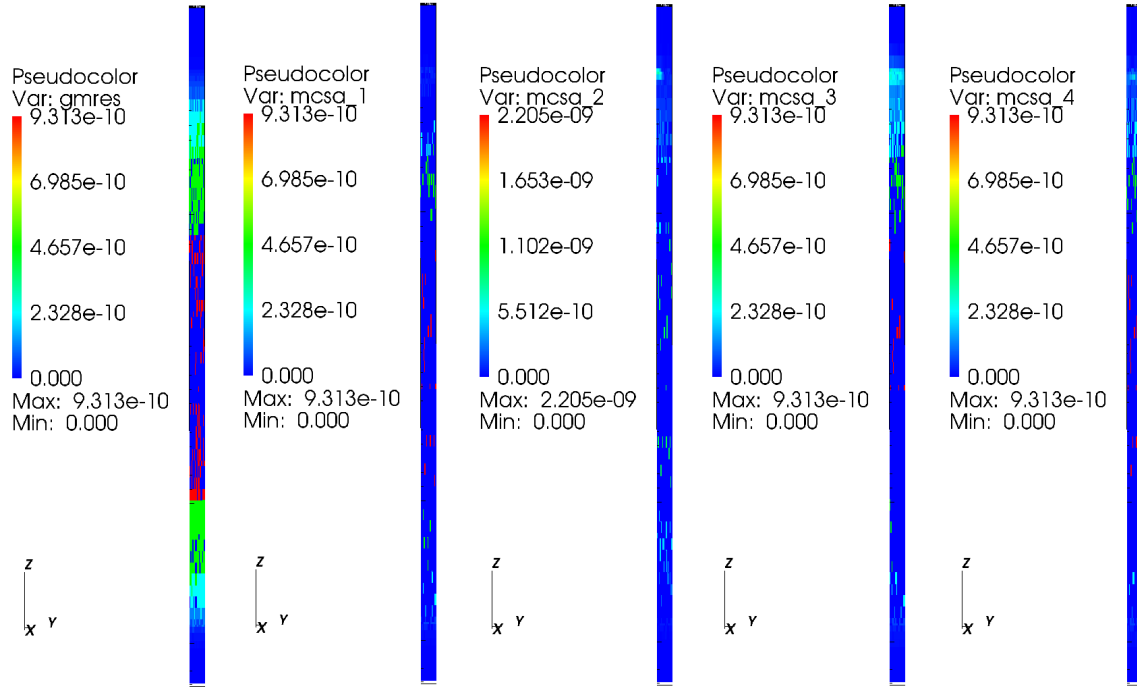 Pseudocolor
Var: gmres
9.313e-10
6.985e-10
4.657e-10
2.328e-10
0.000
Max: 9.313e-10
Min: 0.000
Z
X Y
Pseudocolor
Var: mcsa_1
9.313e-10
6.985e-10
4.657e-10
2.328e-10
0.000
Max: 9.313e-10
Min: 0.000
Z
X Y
Pseudocolor
Var: mcsa_2
2.205e-09
1.653e-09
1.102e-09
5.512e-10
0.000
Max: 2.205e-09
Min: 0.000
Z
X Y
Pseudocolor
Var: mcsa_3
9.313e-10
6.985e-10
4.657e-10
2.328e-10
0.000
Max: 9.313e-10
Min: 0.000
Z
X Y
Pseudocolor
Var: mcsa_4
9.313e-10
6.985e-10
4.657e-10
2.328e-10
0.000
Max: 9.313e-10
Min: 0.000
Z
X Y